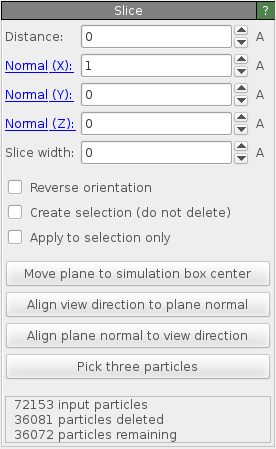 Slice ?
Distance: 0 A
Normal (X): 1 A
Normal (Y): 0 A
Normal (Z): 0 A
Slice width: 0 A
Reverse orientation
Create selection (do not delete)
Apply to selection only
Move plane to simulation box center
Align view direction to plane normal
Align plane normal to view direction
Pick three particles
72153 input particles
36081 particles deleted
36072 particles remaining